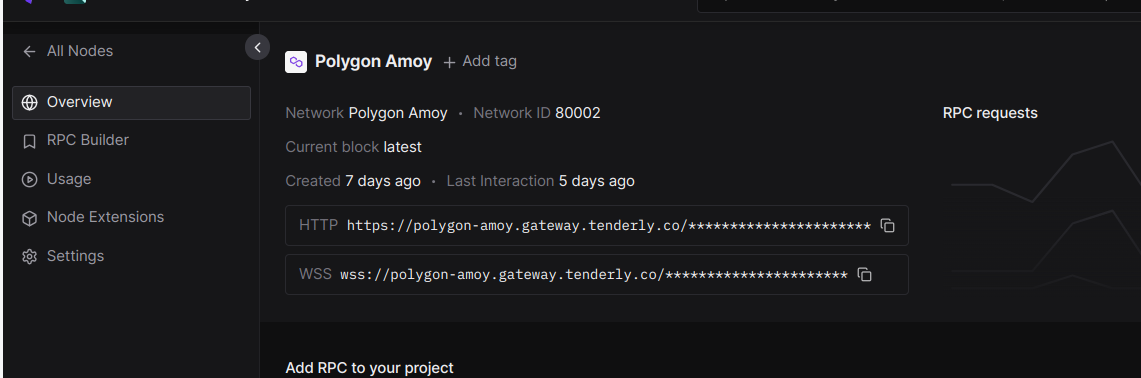 All Nodes
Overview
RPC Builder
Usage
Node Extensions
Settings
Polygon Amoy + Add tag
Network Polygon Amoy • Network ID 80002
Current block latest
Created 7 days ago • Last Interaction 5 days ago
HTTP https://polygon-amoy.gateway.tenderly.co/**********************
WSS wss://polygon-amoy.gateway.tenderly.co/**********************
RPC requests
Add RPC to your project